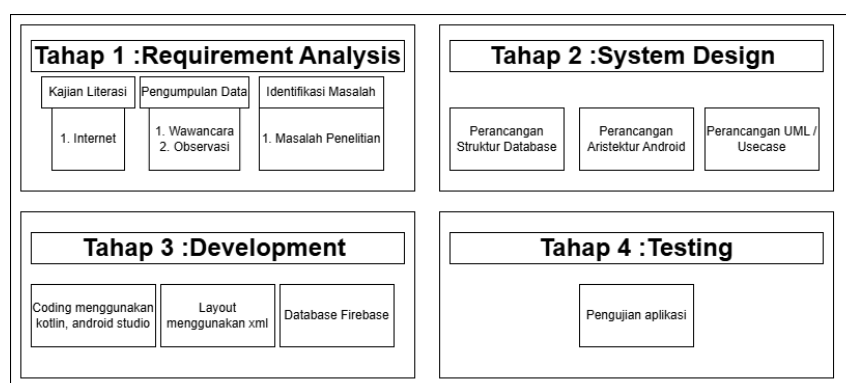 Tahap 1 :Requirement Analysis
Kajian Literasi
Pengumpulan Data
Identifikasi Masalah
1. Internet
1. Wawancara
2. Observasi
1. Masalah Penelitian
Tahap 2 :System Design
Perancangan
Struktur Database
Perancangan
Aristektur Android
Perancangan UML /
Usecase
Tahap 3 :Development
Coding menggunakan
kotlin, android studio
Layout
menggunakan xml
Database Firebase
Tahap 4 :Testing
Pengujian aplikasi